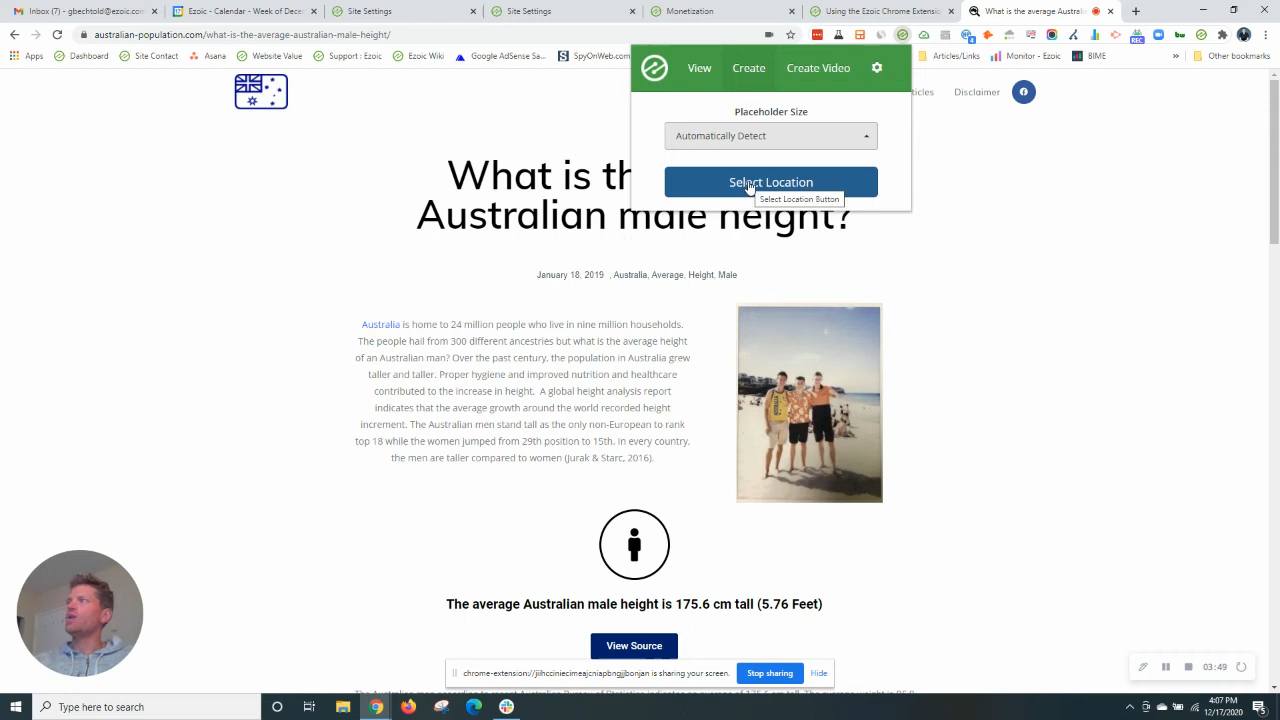 Inbox (7) - gbechtold@ezoic.com
Ezoic - Calendar - Week of Decem
Site Settings
Site Settings
Monetization
Using the Ezoic Chrome Extension
What is the average australi
australian-population.com/what-is-the-average-australian-male-height/
Apps
Dashboard
Website Valua
Support : Ezoic
Ezoic Wiki
Google AdSense Sa
SpyOnWeb.com
Articles/Links
Monitor - Ezoic
BIME
»
Other bookmarks
4
REC
View
Create
Create Video
Placeholder Size
Automatically Detect
Select Location
Select Location Button
ticles
Disclaimer
What is th
Australian male height?
January 18, 2019 , Australia, Average, Height, Male
Australia is home to 24 million people who live in nine million households.
The people hail from 300 different ancestries but what is the average height
of an Australian man? Over the past century, the population in Australia grew
taller and taller. Proper hygiene and improved nutrition and healthcare
contributed to the increase in height. A global height analysis report
indicates that the average growth around the world recorded height
increment. The Australian men stand tall as the only non-European to rank
top 18 while the women jumped from 29th position to 15th. In every country,
the men are taller compared to women (Jurak & Starc, 2016).
The average Australian male height is 175.6 cm tall (5.76 Feet)
View Source
chrome-extension://jiihcciniecimeajcniapbngjjbonjan is sharing your screen.
Stop sharing
Hide
03:49
Type here to search
4:07 PM
12/17/2020
5